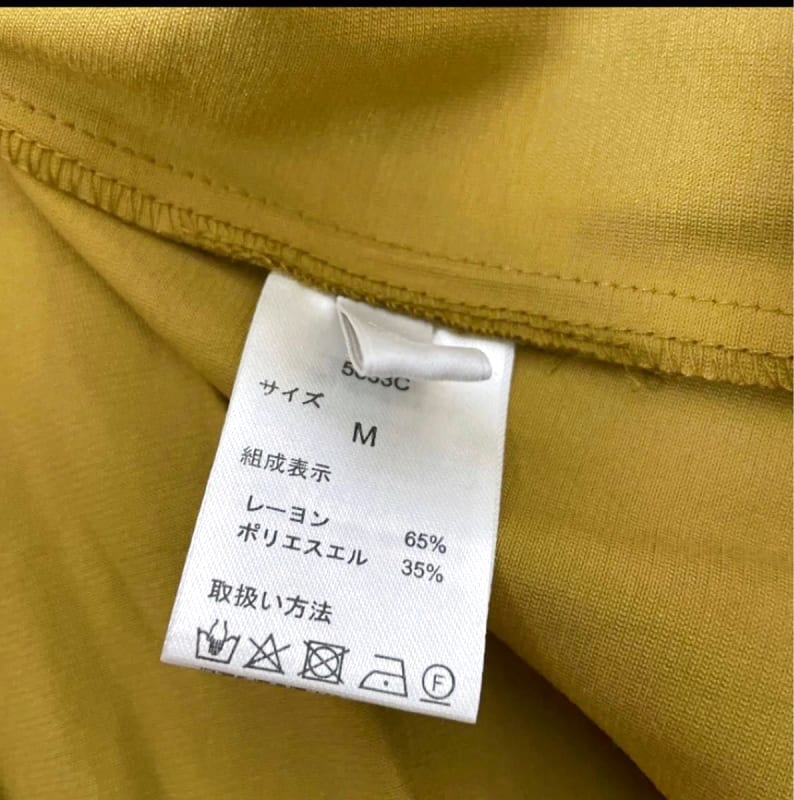 サイズ
M
組成表示
レーヨン 65%
ポリエスエル 35%
取扱い方法
F